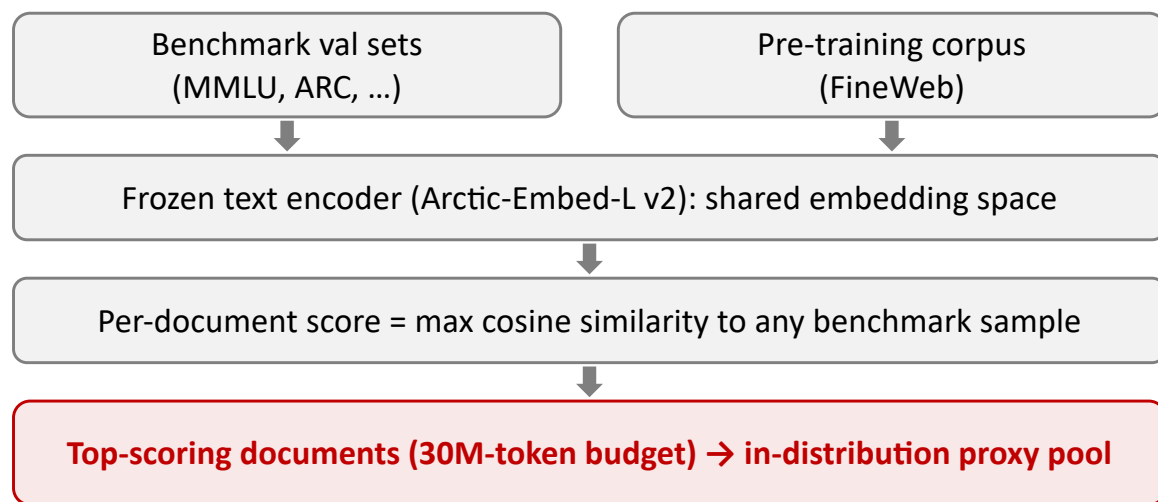 Benchmark val sets
(MMLU, ARC, ...)
Pre-training corpus
(FineWeb)
Frozen text encoder (Arctic-Embed-L v2): shared embedding space
Per-document score = max cosine similarity to any benchmark sample
Top-scoring documents (30M-token budget) → in-distribution proxy pool